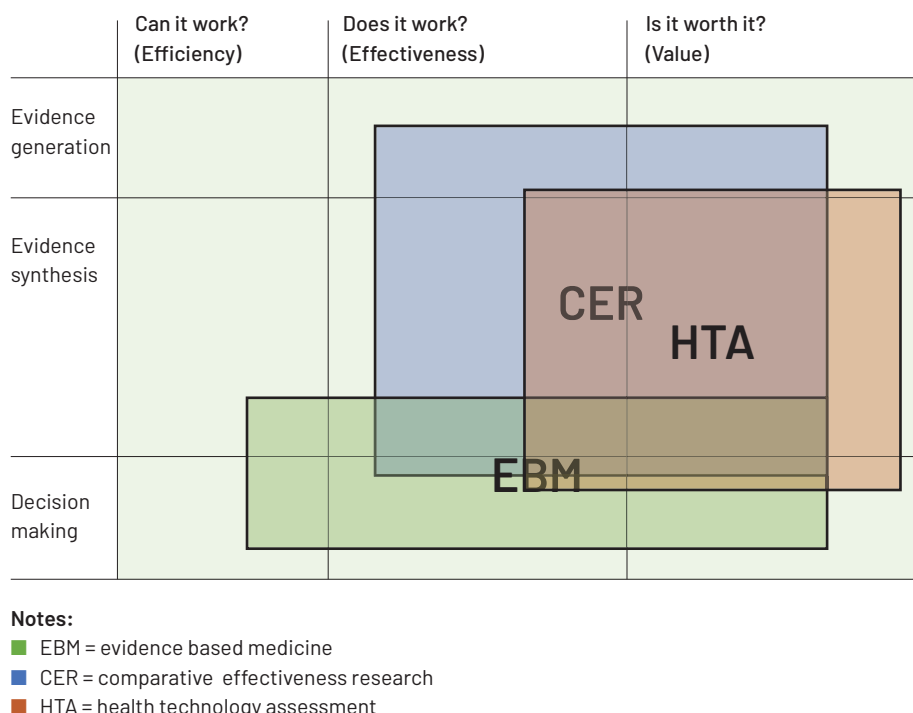 Can it work?
(Efficiency)
Does it work?
(Effectiveness)
Is it worth it?
(Value)
Evidence
generation
Evidence
synthesis
CER
HTA
EBM
Decision
making
Notes:
EBM = evidence based medicine
CER = comparative effectiveness research
HTA = health technology assessment